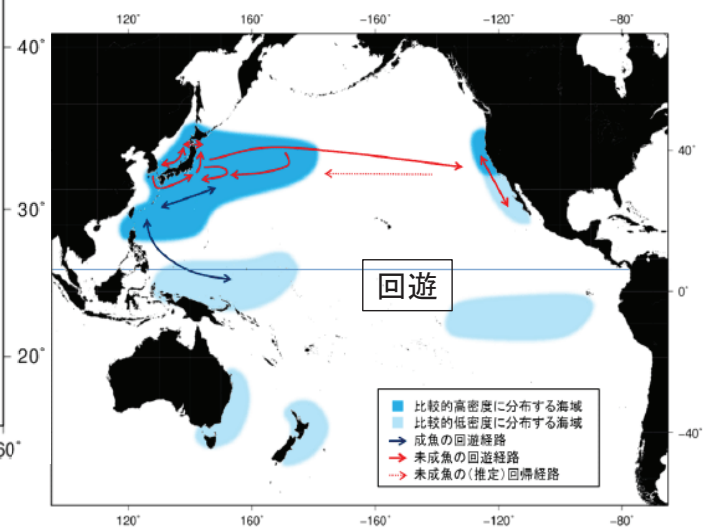 120° 160° -160° -120° -80°
40°
40°
30°
回遊
0°
20°
比較的高密度に分布する海域
比較的低密度に分布する海域
成魚の回遊経路
未成魚の回遊経路
未成魚の(推定)回帰経路
-40°
60°
120° 160° -160° -120° -80°